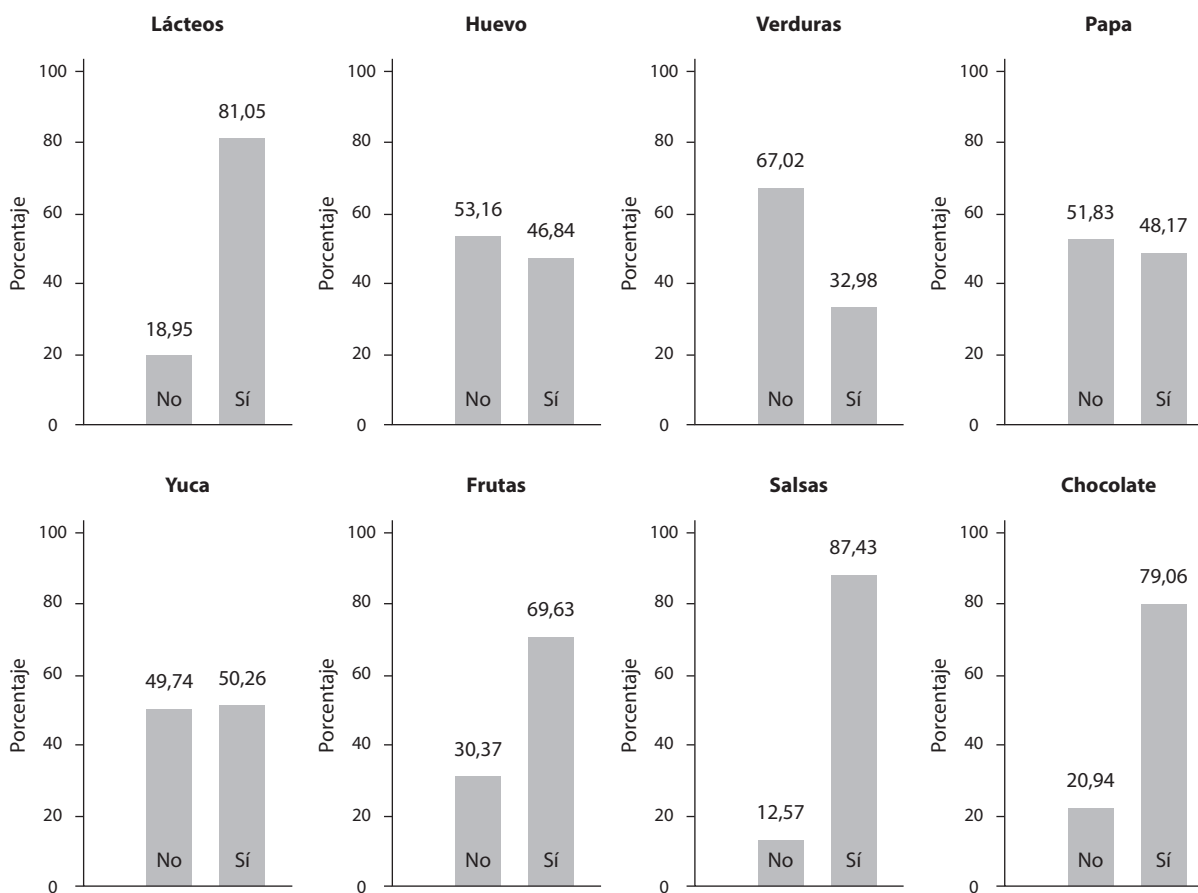 Lácteos
100
80
60
40
20
0
Porcentaje
18,95
81,05
No
Sí
Huevo
100
80
60
40
20
0
Porcentaje
53,16
46,84
No
Sí
Verduras
100
80
60
40
20
0
Porcentaje
67,02
32,98
No
Sí
Papa
100
80
60
40
20
0
Porcentaje
51,83
48,17
No
Sí
Yuca
100
80
60
40
20
0
Porcentaje
49,74
50,26
No
Sí
Frutas
100
80
60
40
20
0
Porcentaje
30,37
69,63
No
Sí
Salsas
100
80
60
40
20
0
Porcentaje
12,57
87,43
No
Sí
Chocolate
100
80
60
40
20
0
Porcentaje
20,94
79,06
No
Sí